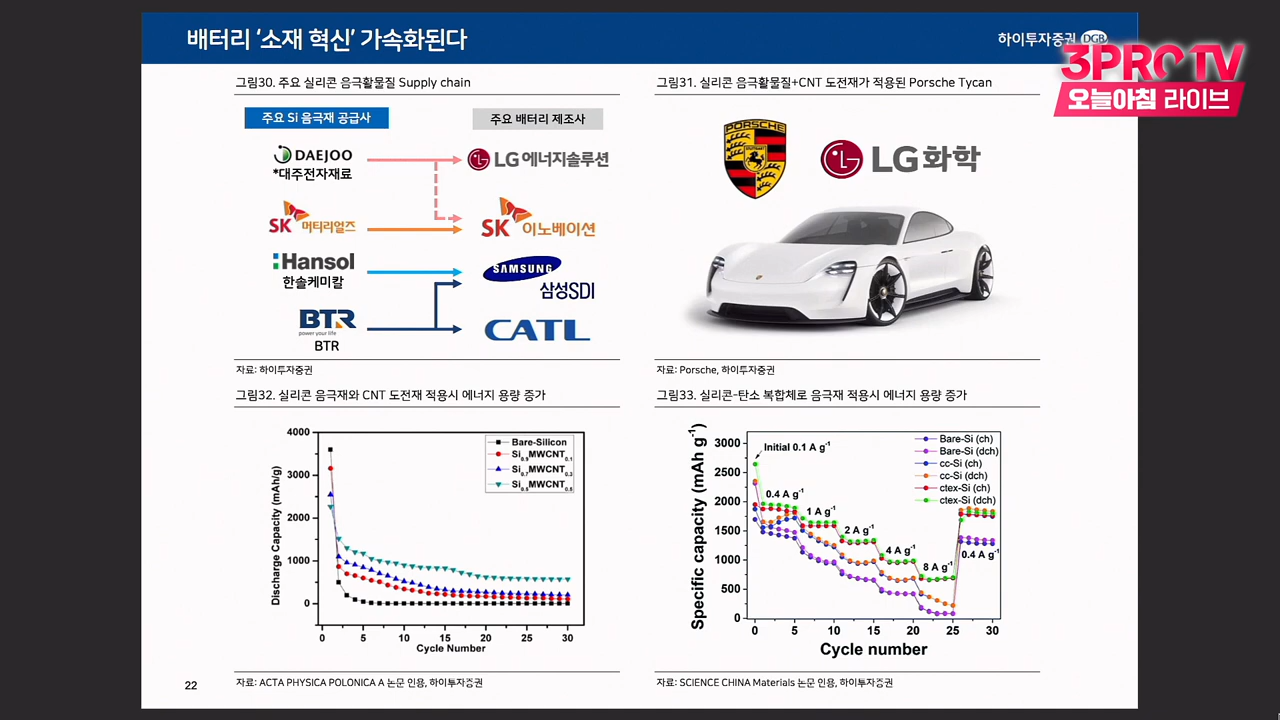 배터리 '소재 혁신' 가속화된다
하이투자증권 DGB
3PROTV
오늘아침 라이브
그림30. 주요 실리콘 음극활물질 Supply chain
주요 Si 음극재 공급사
주요 배터리 제조사
DAEJOO
*대주전자재료
LG에너지솔루션
SK 머티리얼즈
SK 이노베이션
Hansol
한솔케미칼
SAMSUNG
삼성SDI
BTR
power your life
BTR
CATL
자료: 하이투자증권
그림31. 실리콘 음극활물질+CNT 도전재가 적용된 Porsche Tycan
PORSCHE
LG화학
자료: Porsche, 하이투자증권
그림32. 실리콘 음극재와 CNT 도전재 적용시 에너지 용량 증가
Discharge Capacity (mAh/g)
4000
3000
2000
1000
0
Bare-Silicon
Si0.9MWCNT0.1
Si0.7MWCNT0.3
Si0.5MWCNT0.5
0 5 10 15 20 25 30
Cycle Number
자료: ACTA PHYSICA POLONICA A 논문 인용, 하이투자증권
그림33. 실리콘-탄소 복합체로 음극재 적용시 에너지 용량 증가
Specific capacity (mAh g-1)
3000
2500
2000
1500
1000
500
0
Initial 0.1 A g-1
0.4 A g-1
1 A g-1
2 A g-1
4 A g-1
8 A g-1
0.4 A g-1
Bare-Si (ch)
Bare-Si (dch)
cc-Si (ch)
cc-Si (dch)
ctex-Si (ch)
ctex-Si (dch)
0 5 10 15 20 25 30
Cycle number
자료: SCIENCE CHINA Materials 논문 인용, 하이투자증권
22